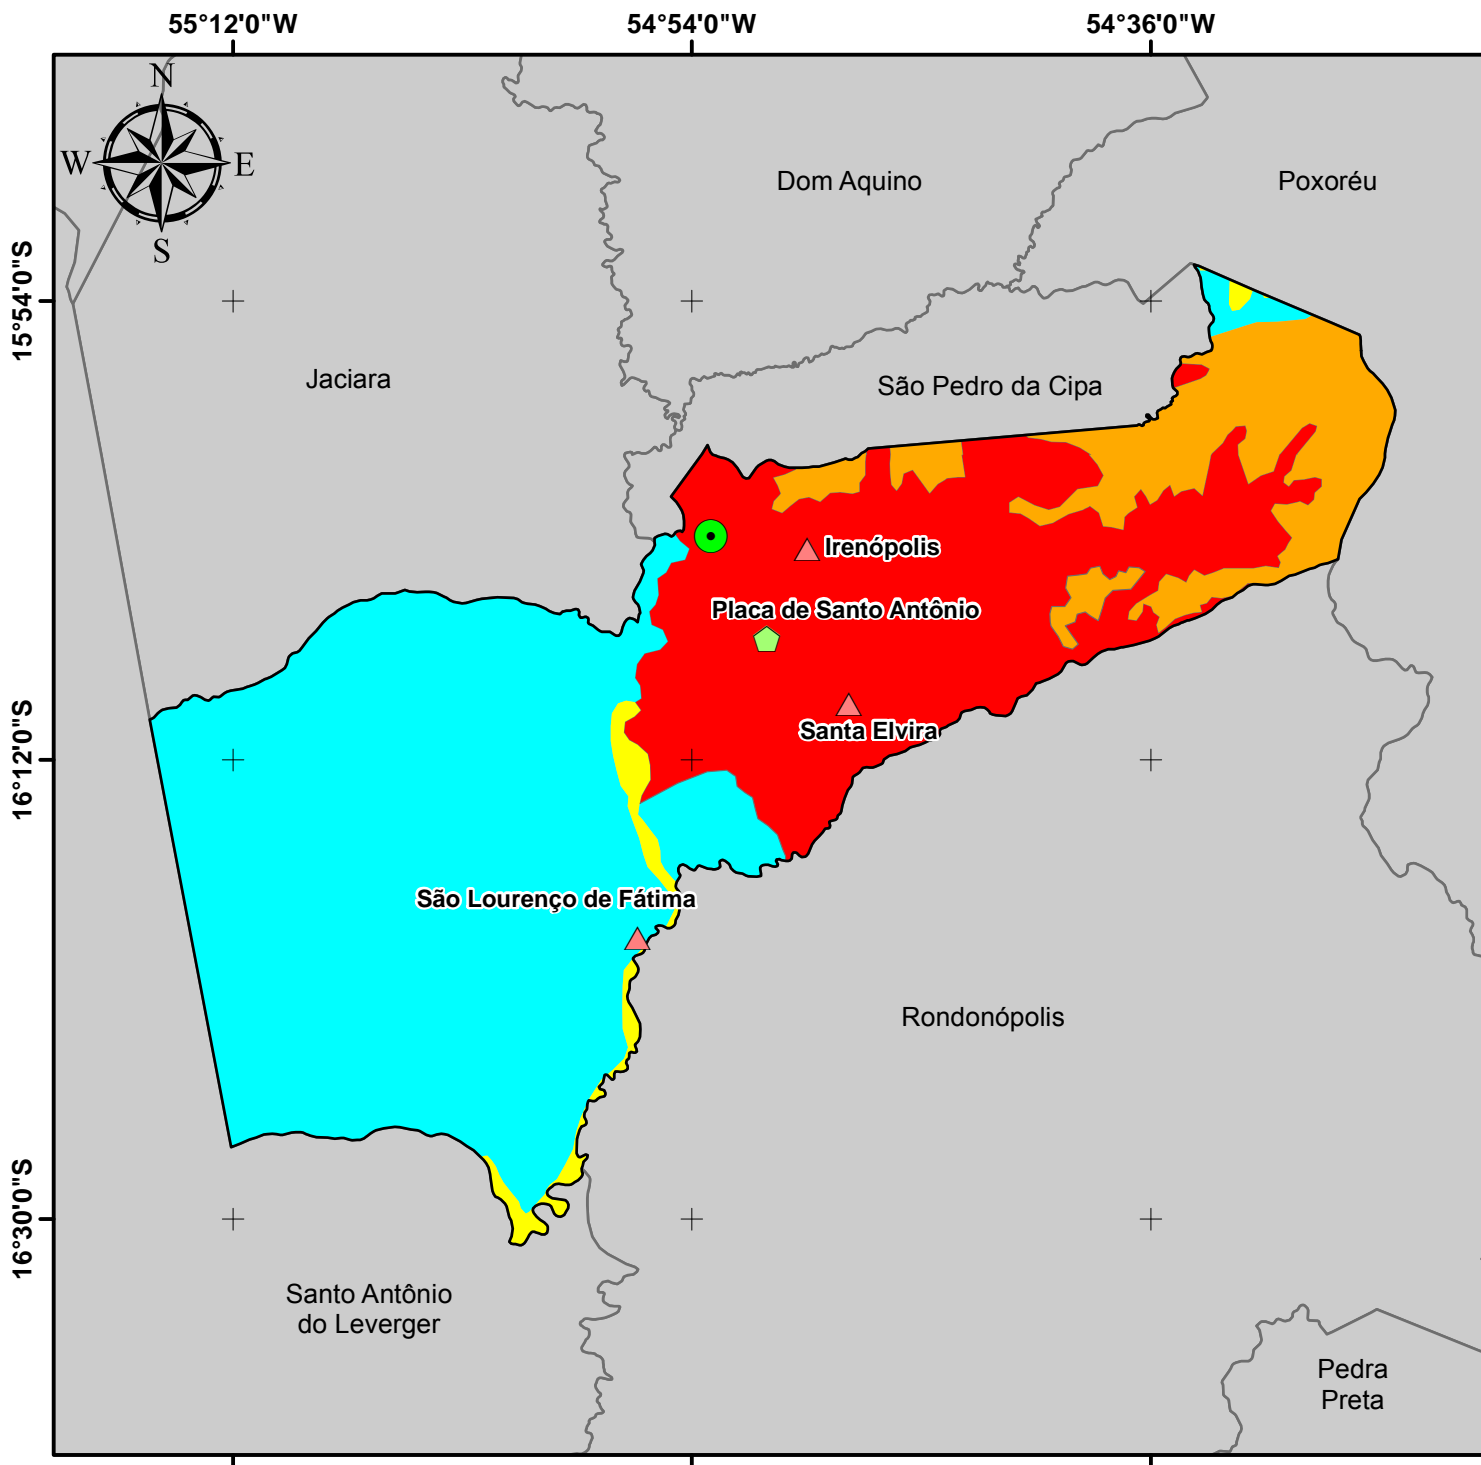 55°12'0"W
54°54'0"W
54°36'0"W
N
W
E
S
Dom Aquino
Poxoréu
15°54'0"S
Jaciara
São Pedro da Cipa
Irenópolis
Placa de Santo Antônio
Santa Elvira
16°12'0"S
São Lourenço de Fátima
Rondonópolis
16°30'0"S
Santo Antônio
do Leverger
Pedra
Preta